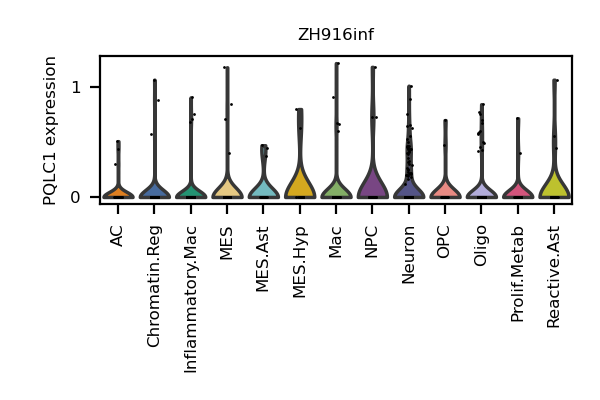 ZH916inf
PQLC1 expression
1
0
AC
Chromatin.Reg
Inflammatory.Mac
MES
MES.Ast
MES.Hyp
Mac
NPC
Neuron
OPC
Oligo
Prolif.Metab
Reactive.Ast